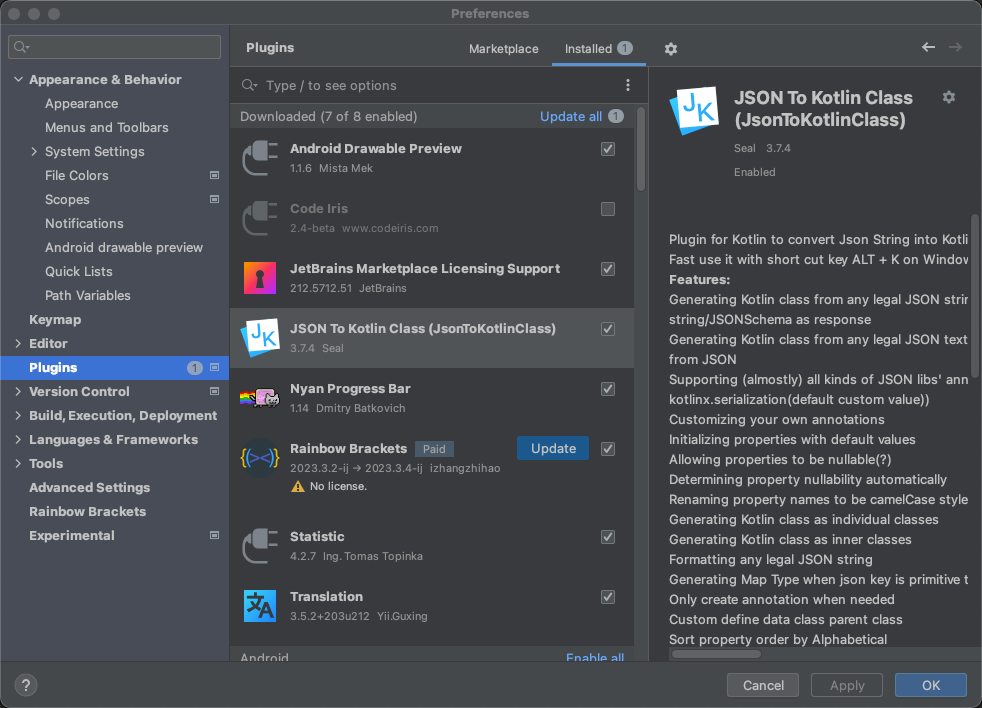 Preferences
Appearance & Behavior
Appearance
Menus and Toolbars
System Settings
File Colors
Scopes
Notifications
Android drawable preview
Quick Lists
Path Variables
Keymap
Editor
Plugins 1
Version Control
Build, Execution, Deployment
Languages & Frameworks
Tools
Advanced Settings
Rainbow Brackets
Experimental
Plugins Marketplace Installed 1
Type / to see options
Downloaded (7 of 8 enabled) Update all 1
Android Drawable Preview
1.1.6 Mista Mek
Code Iris
2.4-beta www.codeiris.com
JetBrains Marketplace Licensing Support
212.5712.51 JetBrains
JK
JSON To Kotlin Class (JsonToKotlinClass)
3.7.4 Seal
Nyan Progress Bar
1.14 Dmitry Batkovich
Rainbow Brackets Paid Update
2023.3.2-ij → 2023.3.4-ij izhangzhihao
No license.
Statistic
4.2.7 Ing. Tomas Topinka
文A
Translation
3.5.2+203u212 Yii.Guxing
Android Enable all
JK
JSON To Kotlin Class
(JsonToKotlinClass)
Seal 3.7.4
Enabled
Plugin for Kotlin to convert Json String into Kotli
Fast use it with short cut key ALT + K on Window
Features:
Generating Kotlin class from any legal JSON strin
string/JSONSchema as response
Generating Kotlin class from any legal JSON text
from JSON
Supporting (almostly) all kinds of JSON libs' ann
kotlinx.serialization(default custom value))
Customizing your own annotations
Initializing properties with default values
Allowing properties to be nullable(?)
Determining property nullability automatically
Renaming property names to be camelCase style
Generating Kotlin class as individual classes
Generating Kotlin class as inner classes
Formatting any legal JSON string
Generating Map Type when json key is primitive t
Only create annotation when needed
Custom define data class parent class
Sort property order by Alphabetical
? Cancel Apply OK